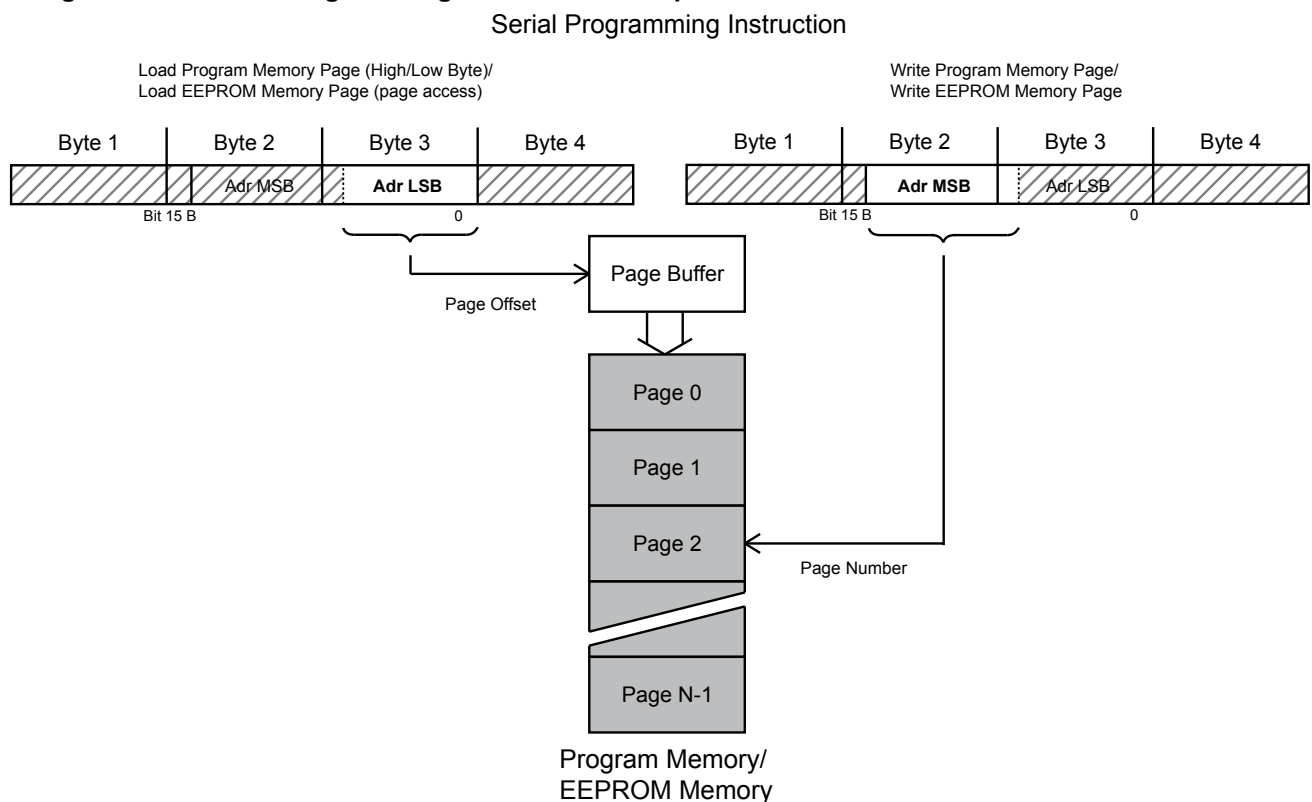 Serial Programming Instruction
Load Program Memory Page (High/Low Byte)/
Load EEPROM Memory Page (page access)
Write Program Memory Page/
Write EEPROM Memory Page
Byte 1 Byte 2 Byte 3 Byte 4
Byte 1 Byte 2 Byte 3 Byte 4
Adr MSB Adr LSB
Adr MSB Adr LSB
Bit 15 B 0
Bit 15 B 0
Page Buffer
Page Offset
Page 0
Page 1
Page 2
Page Number
Page N-1
Program Memory/
EEPROM Memory